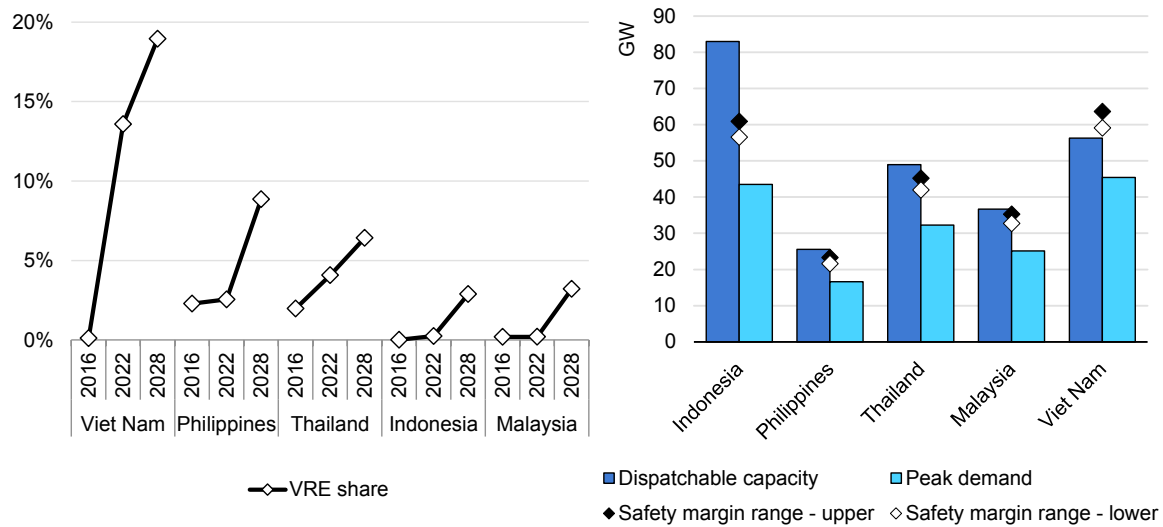 20%
15%
10%
5%
0%
2016 2022 2028 2016 2022 2028 2016 2022 2028 2016 2022 2028 2016 2022 2028
Viet Nam Philippines Thailand Indonesia Malaysia
VRE share
GW
90
80
70
60
50
40
30
20
10
0
Indonesia Philippines Thailand Malaysia Viet Nam
Dispatchable capacity Peak demand
Safety margin range - upper Safety margin range - lower